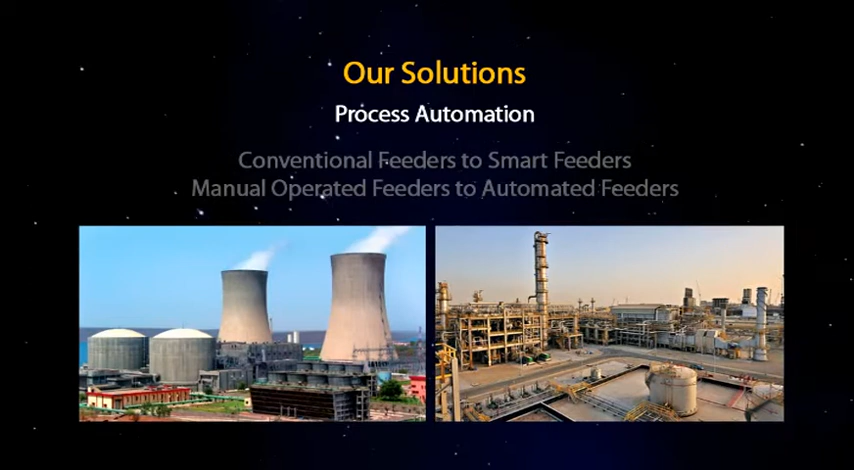 Our Solutions
Process Automation
Conventional Feeders to Smart Feeders
Manual Operated Feeders to Automated Feeders